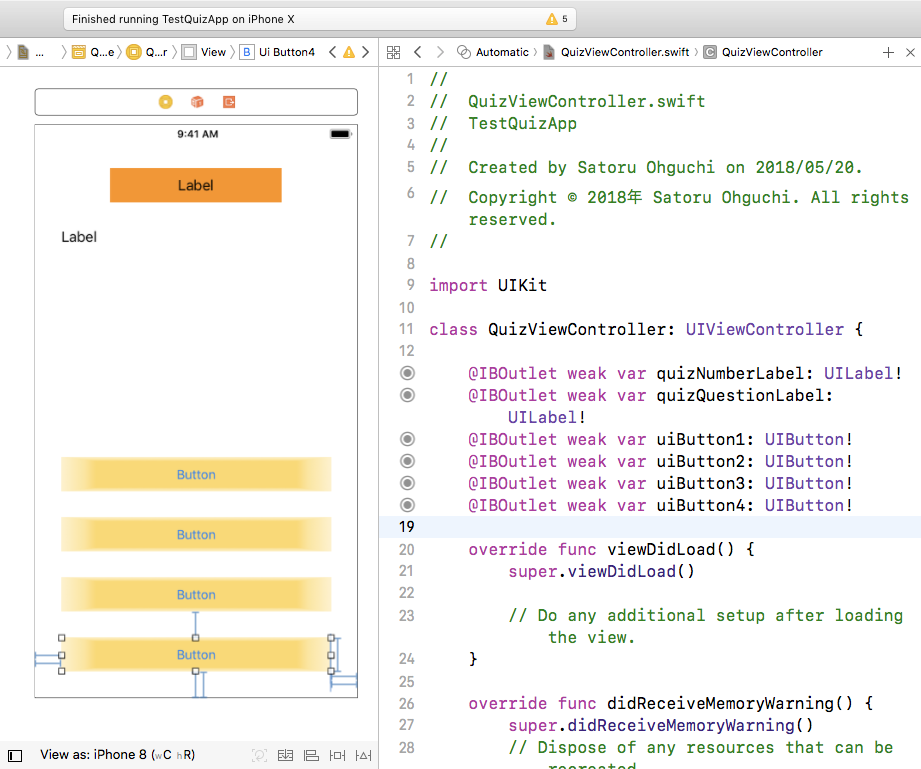 Finished running TestQuizApp on iPhone X
5
...
Q...e
Q...r
View
B
Ui Button4
Automatic
QuizViewController.swift
C
QuizViewController
9:41 AM
Label
Label
Button
Button
Button
Button
View as: iPhone 8 (wC hR)
1 //
2 //  QuizViewController.swift
3 //  TestQuizApp
4 //
5 //  Created by Satoru Ohguchi on 2018/05/20.
6 //  Copyright © 2018年 Satoru Ohguchi. All rights
reserved.
7 //
8
9 import UIKit
10
11 class QuizViewController: UIViewController {
12
@IBOutlet weak var quizNumberLabel: UILabel!
@IBOutlet weak var quizQuestionLabel:
UILabel!
@IBOutlet weak var uiButton1: UIButton!
@IBOutlet weak var uiButton2: UIButton!
@IBOutlet weak var uiButton3: UIButton!
@IBOutlet weak var uiButton4: UIButton!
19
20 override func viewDidLoad() {
21 super.viewDidLoad()
22
23 // Do any additional setup after loading
the view.
24 }
25
26 override func didReceiveMemoryWarning() {
27 super.didReceiveMemoryWarning()
28 // Dispose of any resources that can be